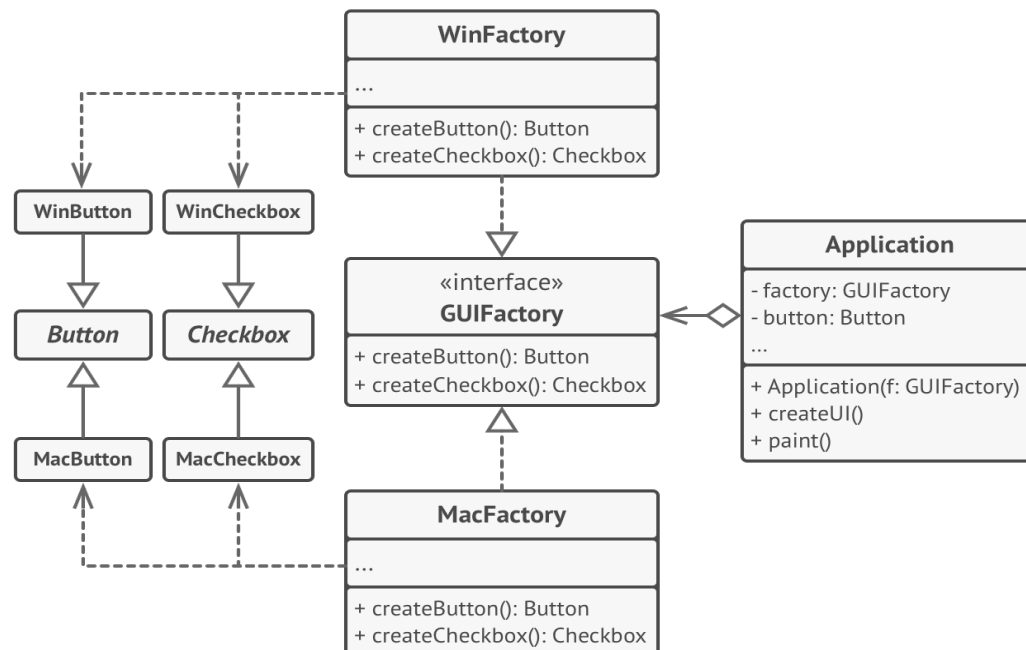 WinFactory
...
+ createButton(): Button
+ createCheckbox(): Checkbox
WinButton
WinCheckbox
Button
Checkbox
MacButton
MacCheckbox
«interface»
GUIFactory
+ createButton(): Button
+ createCheckbox(): Checkbox
Application
- factory: GUIFactory
- button: Button
...
+ Application(f: GUIFactory)
+ createUI()
+ paint()
MacFactory
...
+ createButton(): Button
+ createCheckbox(): Checkbox